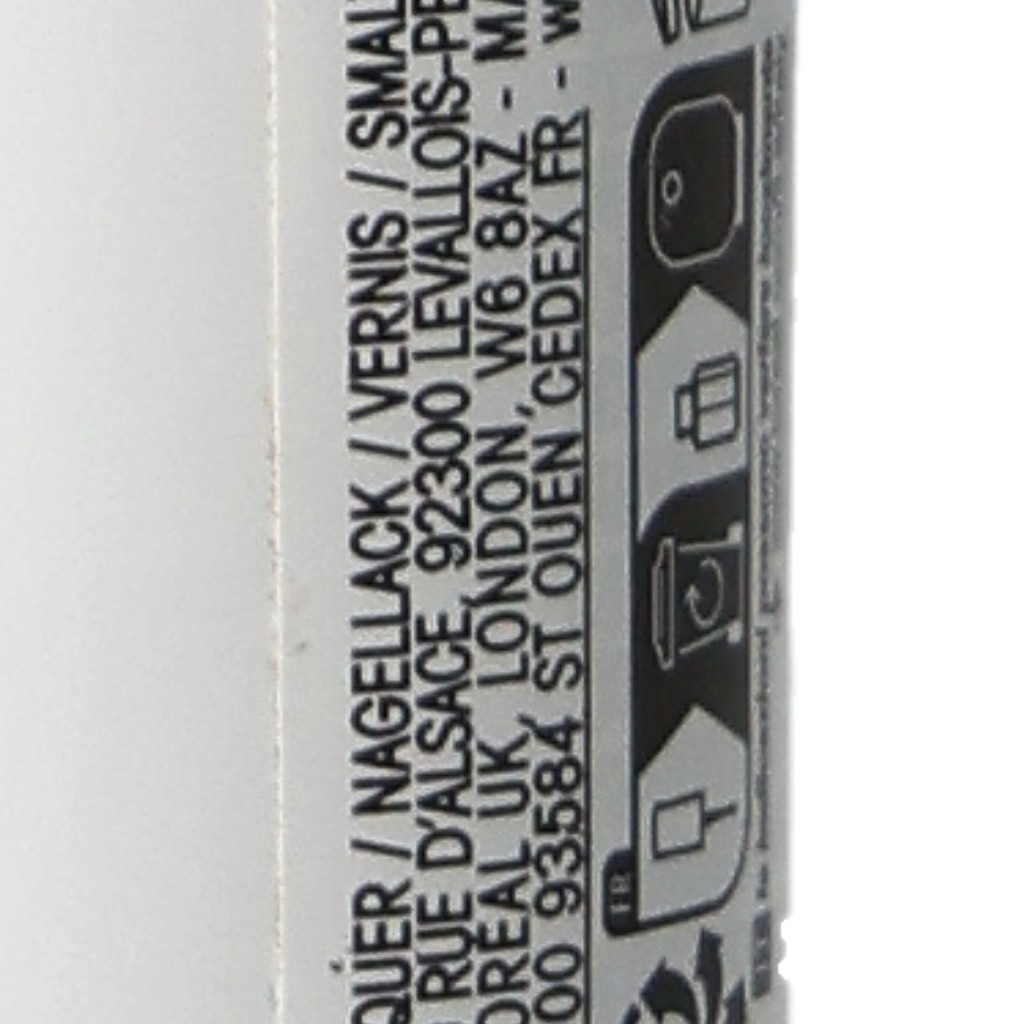 QUER / NAGELLACK / VERNIS / SMAL
RUE D'ALSACE, 92300 LEVALLOIS-PE
OREAL UK, LONDON, W6 8AZ - MA
00 93584 ST OUEN CEDEX FR - W
FR